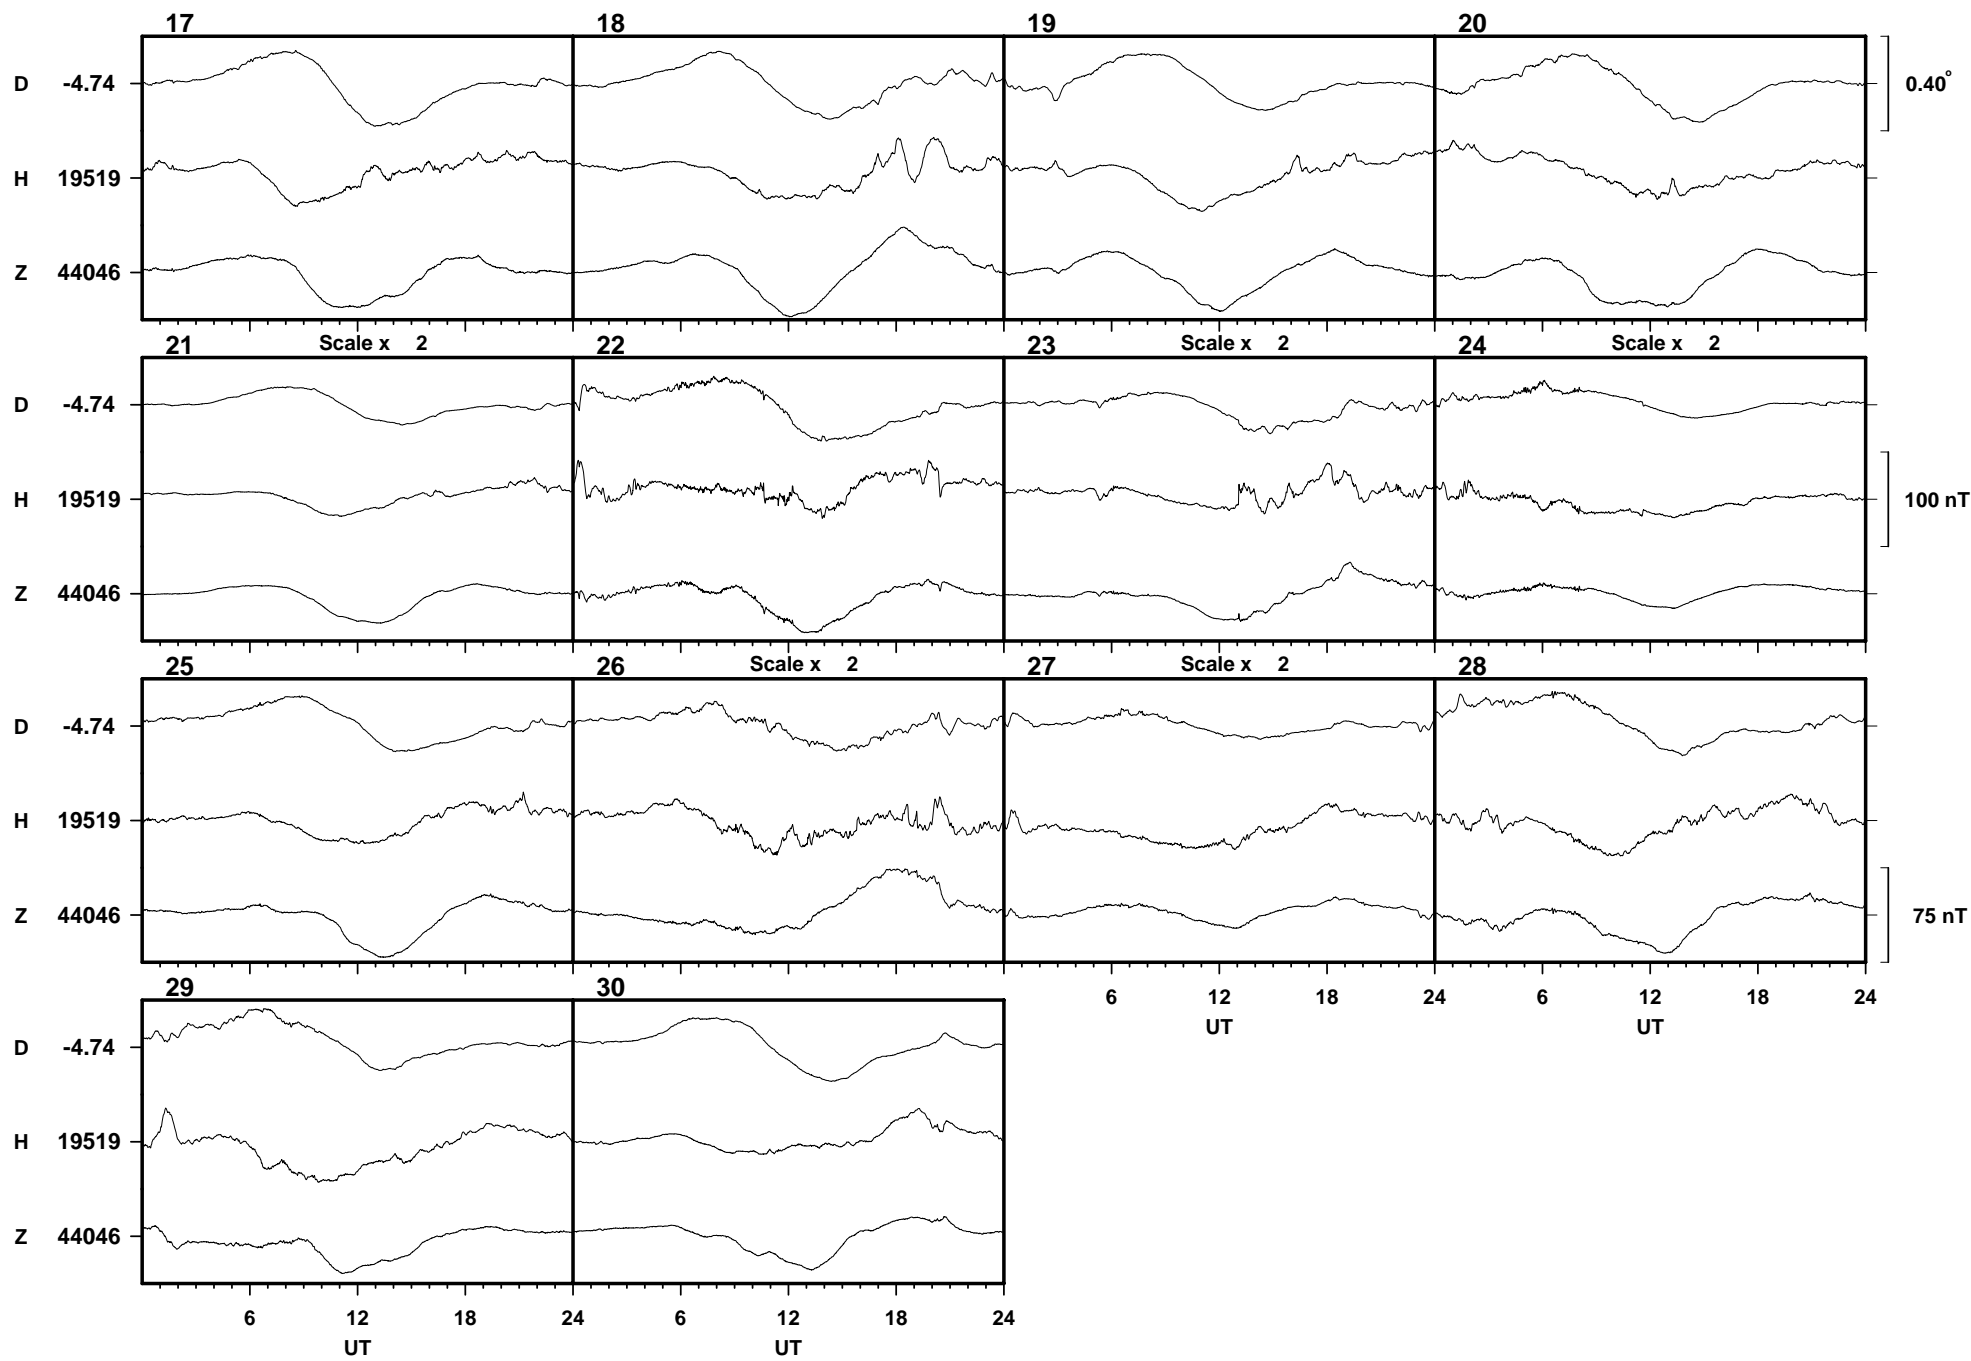 17 18 19 20
D -4.74 0.40°
H 19519
Z 44046
Scale x 2 Scale x 2 Scale x 2
21 22 23 24
D -4.74
H 19519 100 nT
Z 44046
Scale x 2 Scale x 2
25 26 27 28
D -4.74
H 19519
Z 44046 75 nT
6 12 18 24 6 12 18 24
UT UT
29 30
D -4.74
H 19519
Z 44046
6 12 18 24 6 12 18 24
UT UT